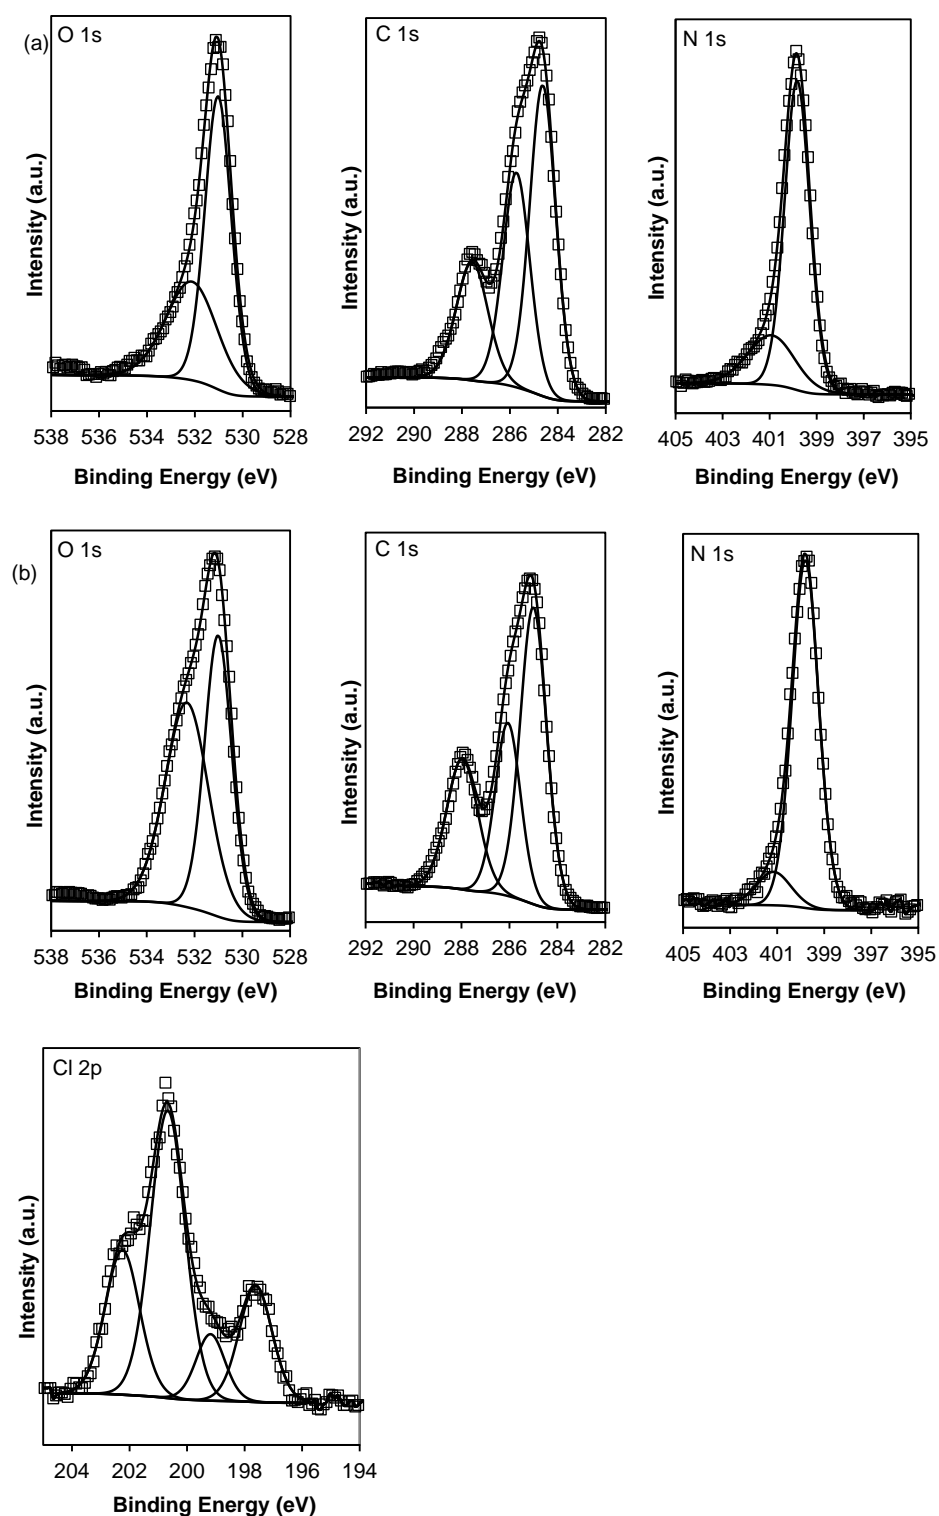 (a)
O 1s
C 1s
N 1s
Intensity (a.u.)
Intensity (a.u.)
Intensity (a.u.)
538 536 534 532 530 528
292 290 288 286 284 282
405 403 401 399 397 395
Binding Energy (eV)
Binding Energy (eV)
Binding Energy (eV)
(b)
O 1s
C 1s
N 1s
Intensity (a.u.)
Intensity (a.u.)
Intensity (a.u.)
538 536 534 532 530 528
292 290 288 286 284 282
405 403 401 399 397 395
Binding Energy (eV)
Binding Energy (eV)
Binding Energy (eV)
Cl 2p
Intensity (a.u.)
204 202 200 198 196 194
Binding Energy (eV)